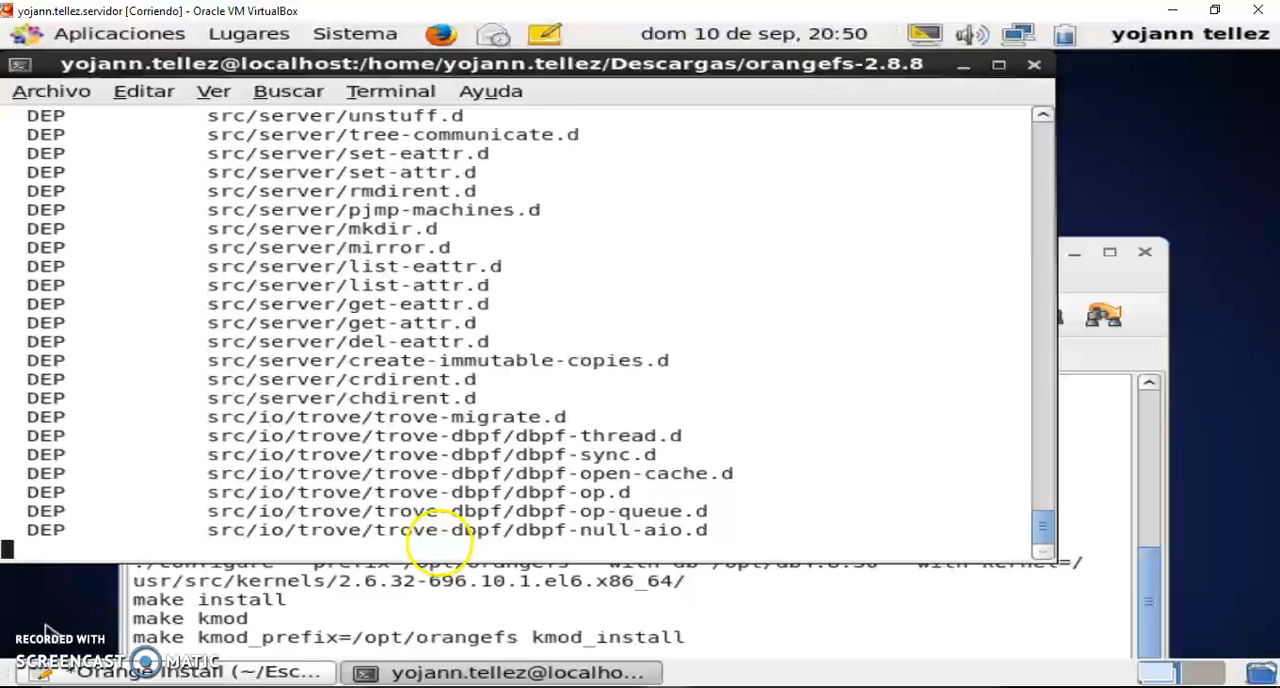 yojann.tellez.servidor [Corriendo] - Oracle VM VirtualBox
Aplicaciones Lugares Sistema dom 10 de sep, 20:50 yojann tellez
yojann.tellez@localhost:/home/yojann.tellez/Descargas/orangefs-2.8.8
Archivo Editar Ver Buscar Terminal Ayuda
DEP src/server/unstuff.d
DEP src/server/tree-communicate.d
DEP src/server/set-eattr.d
DEP src/server/set-attr.d
DEP src/server/rmdirent.d
DEP src/server/pjmp-machines.d
DEP src/server/mkdir.d
DEP src/server/mirror.d
DEP src/server/list-eattr.d
DEP src/server/list-attr.d
DEP src/server/get-eattr.d
DEP src/server/get-attr.d
DEP src/server/del-eattr.d
DEP src/server/create-immutable-copies.d
DEP src/server/crdirent.d
DEP src/server/chdirent.d
DEP src/io/trove/trove-migrate.d
DEP src/io/trove/trove-dbpf/dbpf-thread.d
DEP src/io/trove/trove-dbpf/dbpf-sync.d
DEP src/io/trove/trove-dbpf/dbpf-open-cache.d
DEP src/io/trove/trove-dbpf/dbpf-op.d
DEP src/io/trove/trove-dbpf/dbpf-op-queue.d
DEP src/io/trove/trove-dbpf/dbpf-null-aio.d
usr/src/kernels/2.6.32-696.10.1.el6.x86_64/
make install
make kmod
make kmod_prefix=/opt/orangefs kmod_install
RECORDED WITH
SCREENCAST MATIC
*Orange Install (~/Esc... yojann.tellez@localho...